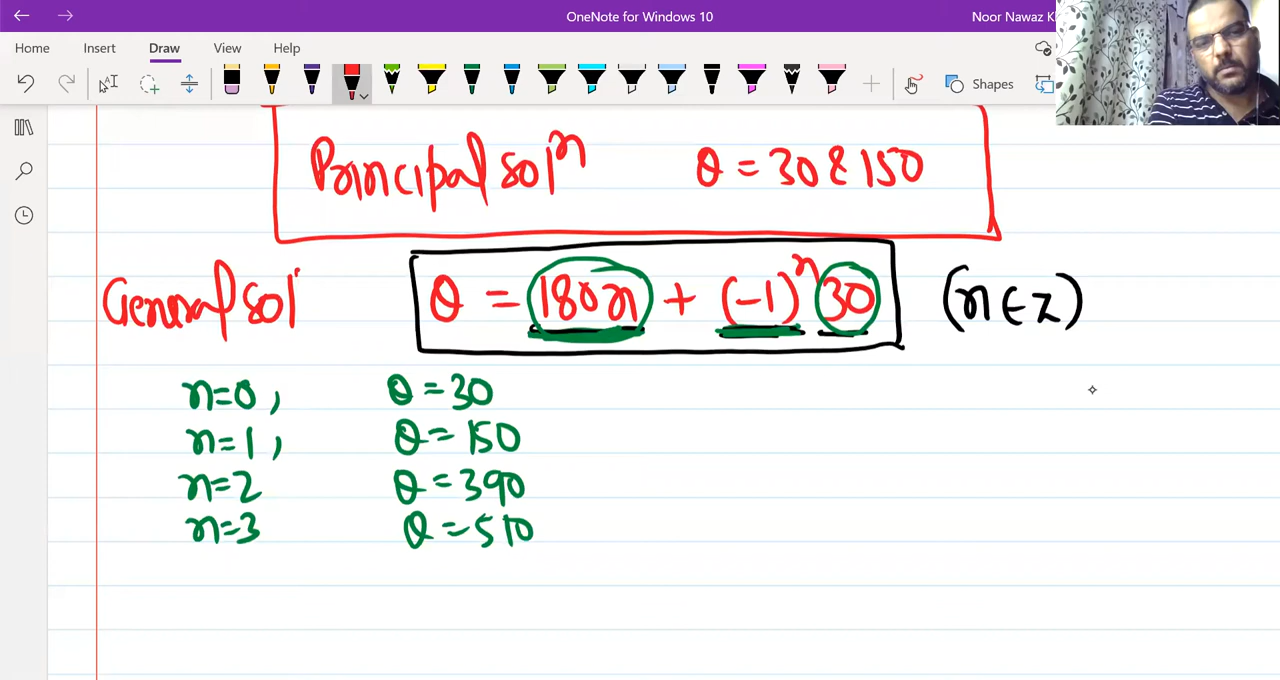 OneNote for Windows 10
Noor Nawaz K
Home Insert Draw View Help
Shapes
Principal solⁿ θ = 30 & 150
General sol θ = 180n + (-1)ⁿ 30 (n ∈ z)
n=0, θ = 30
n=1, θ = 150
n=2 θ = 390
n=3 θ = 510